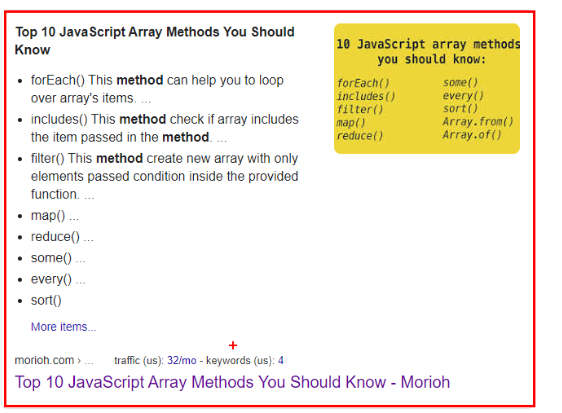 Top 10 JavaScript Array Methods You Should
Know
• forEach() This method can help you to loop
over array's items. ...
• includes() This method check if array includes
the item passed in the method. ...
• filter() This method create new array with only
elements passed condition inside the provided
function. ...
• map() ...
• reduce() ...
• some() ...
• every() ...
• sort()
More items...
10 JavaScript array methods
you should know:
forEach()
includes()
filter()
map()
reduce()
some()
every()
sort()
Array.from()
Array.of()
morioh.com › ... traffic (us): 32/mo - keywords (us): 4
Top 10 JavaScript Array Methods You Should Know - Morioh